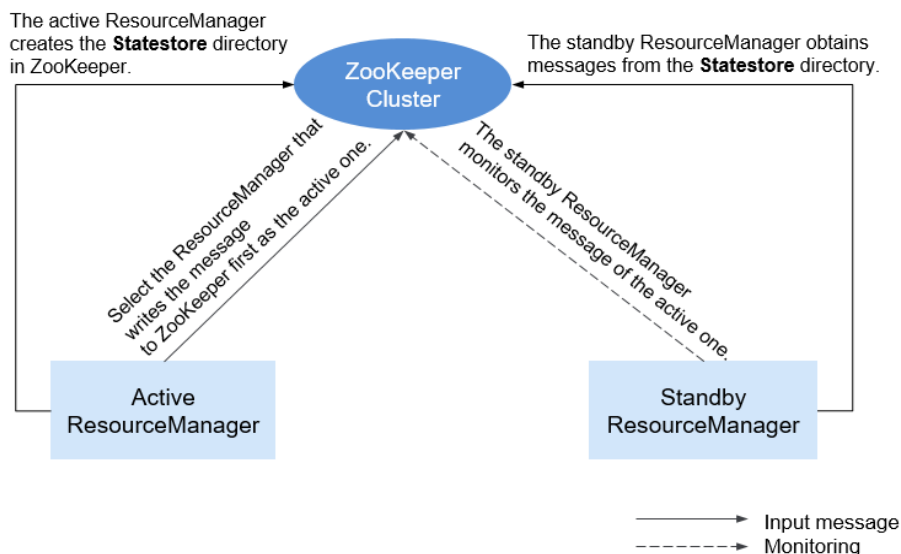 The active ResourceManager
creates the Statestore directory
in ZooKeeper.
The standby ResourceManager obtains
messages from the Statestore directory.
ZooKeeper
Cluster
Select the ResourceManager that
writes the message
to ZooKeeper first as the active one.
The standby ResourceManager
monitors the message of the active one.
Active
ResourceManager
Standby
ResourceManager
Input message
Monitoring